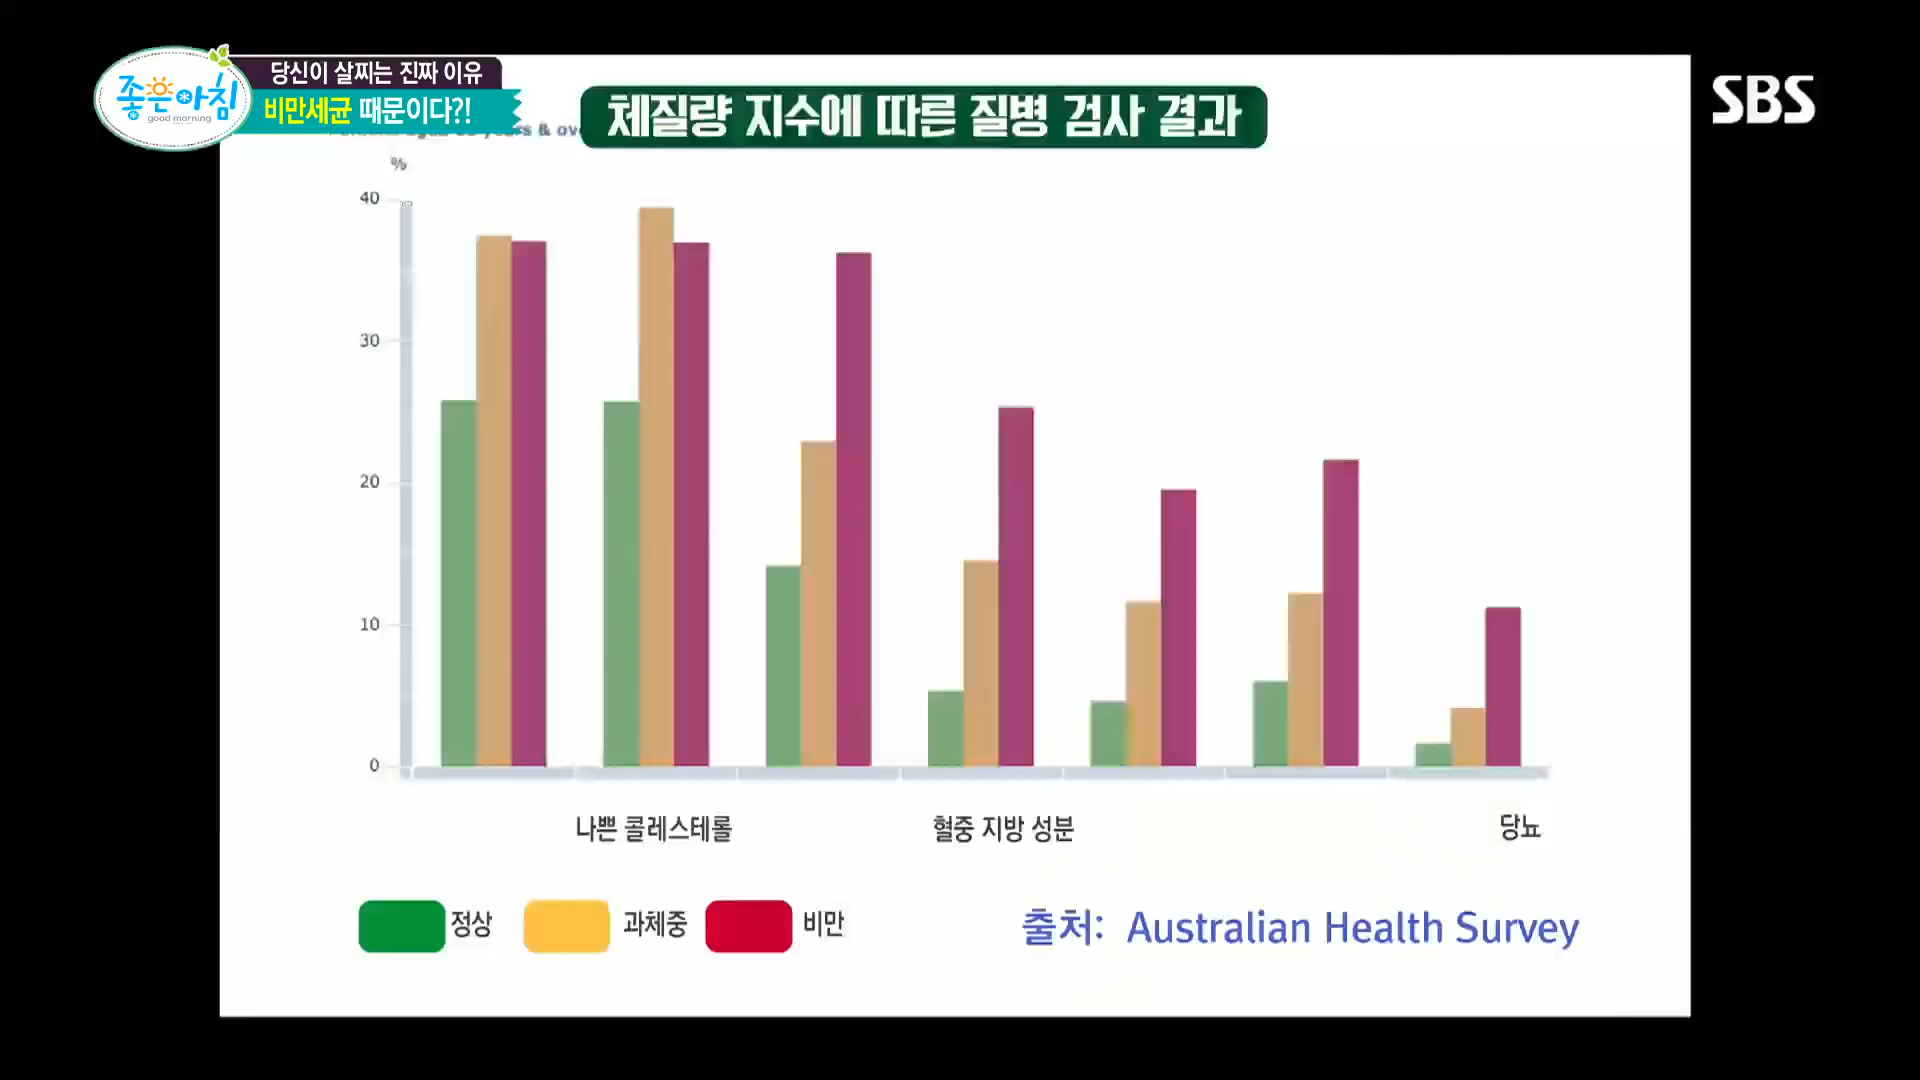 당신이 살찌는 진짜 이유
비만세균 때문이다?!
좋은아침
good morning
SBS
체질량 지수에 따른 질병 검사 결과
years & ov
%
40
30
20
10
0
나쁜 콜레스테롤 혈중 지방 성분 당뇨
정상 과체중 비만
출처: Australian Health Survey